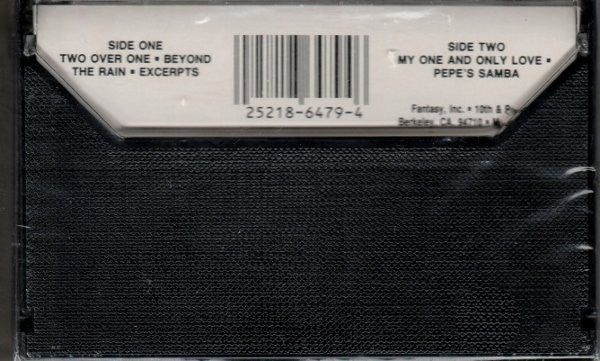 SIDE ONE
TWO OVER ONE ▪ BEYOND
THE RAIN ▪ EXCERPTS
25218-6479-4
SIDE TWO
MY ONE AND ONLY LOVE ▪
PEPE'S SAMBA
Fantasy, Inc. ▪ 10th &
Berkeley, CA. 94710 ▪